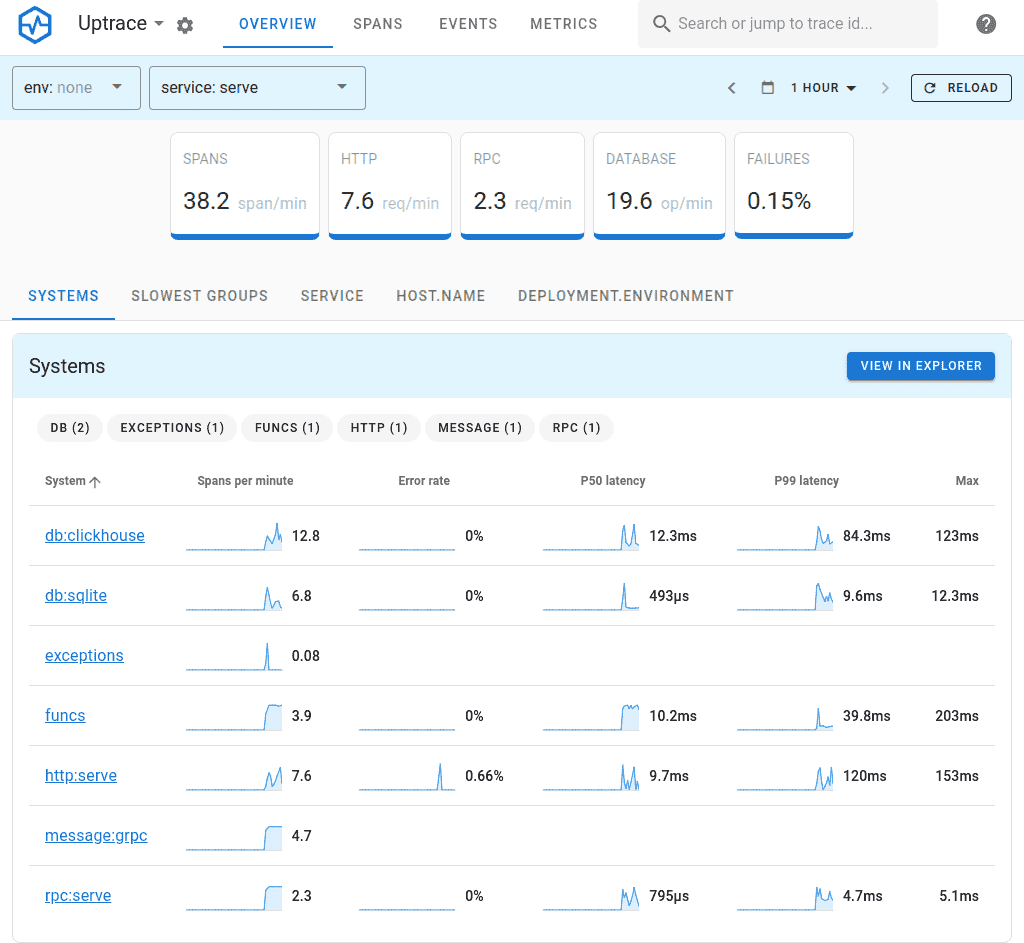 Uptrace OVERVIEW SPANS EVENTS METRICS Search or jump to trace id...
env: none service: serve 1 HOUR RELOAD
SPANS HTTP RPC DATABASE FAILURES
38.2 span/min 7.6 req/min 2.3 req/min 19.6 op/min 0.15%
SYSTEMS SLOWEST GROUPS SERVICE HOST.NAME DEPLOYMENT.ENVIRONMENT
Systems VIEW IN EXPLORER
DB (2) EXCEPTIONS (1) FUNCS (1) HTTP (1) MESSAGE (1) RPC (1)
System Spans per minute Error rate P50 latency P99 latency Max
db:clickhouse 12.8 0% 12.3ms 84.3ms 123ms
db:sqlite 6.8 0% 493µs 9.6ms 12.3ms
exceptions 0.08
funcs 3.9 0% 10.2ms 39.8ms 203ms
http:serve 7.6 0.66% 9.7ms 120ms 153ms
message:grpc 4.7
rpc:serve 2.3 0% 795µs 4.7ms 5.1ms